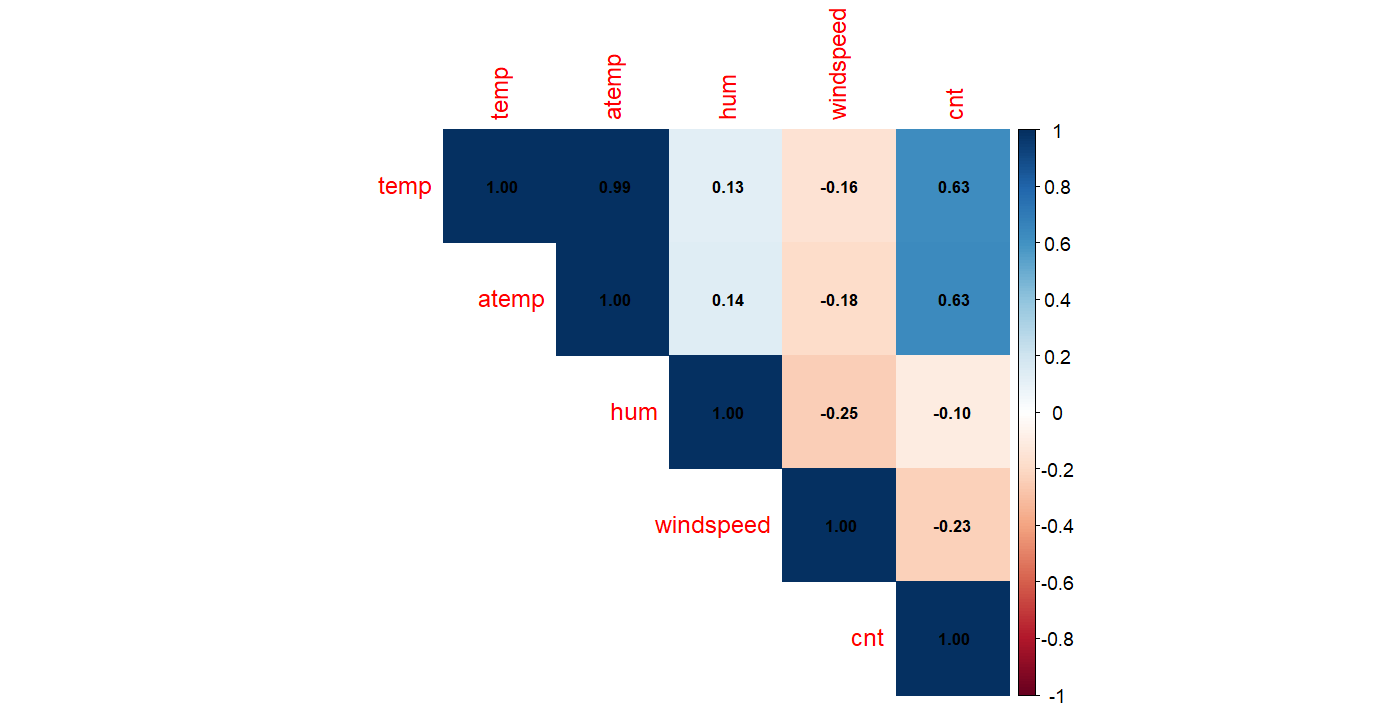 temp atemp hum windspeed cnt
temp 1.00 0.99 0.13 -0.16 0.63
atemp 1.00 0.14 -0.18 0.63
hum 1.00 -0.25 -0.10
windspeed 1.00 -0.23
cnt 1.00
1
0.8
0.6
0.4
0.2
0
-0.2
-0.4
-0.6
-0.8
-1